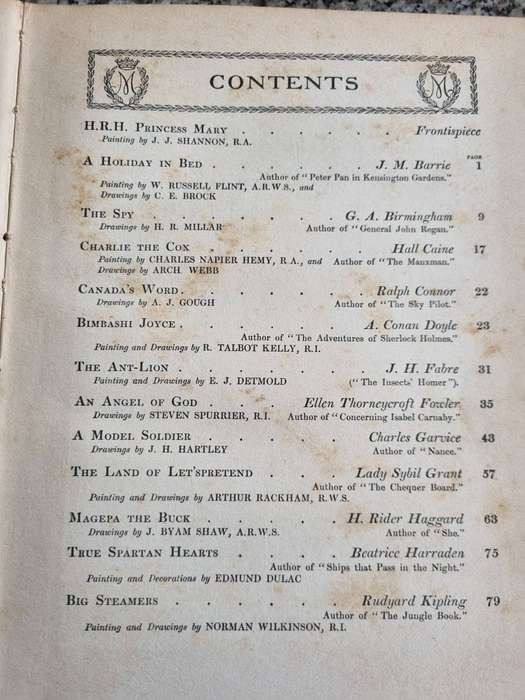 CONTENTS
H.R.H. PRINCESS MARY . . . . . . Frontispiece
Painting by J. J. SHANNON, R.A.
PAGE
A HOLIDAY IN BED . . . . . . J. M. Barrie 1
Author of "Peter Pan in Kensington Gardens."
Painting by W. RUSSELL FLINT, A.R.W.S., and
Drawings by C. E. BROCK
THE SPY . . . . . . . G. A. Birmingham 9
Drawings by H. R. MILLAR Author of "General John Regan."
CHARLIE THE COX . . . . . . Hall Caine 17
Painting by CHARLES NAPIER HEMY, R.A., and Author of "The Manxman."
Drawings by ARCH. WEBB
CANADA'S WORD . . . . . . Ralph Connor 22
Drawings by A. J. GOUGH Author of "The Sky Pilot."
BIMBASHI JOYCE . . . . . . A. Conan Doyle 23
Author of "The Adventures of Sherlock Holmes."
Painting and Drawings by R. TALBOT KELLY, R.I.
THE ANT-LION . . . . . . J. H. Fabre 31
Painting and Drawings by E. J. DETMOLD ("The Insects' Homer").
AN ANGEL OF GOD . . . . Ellen Thorneycroft Fowler 35
Drawings by STEVEN SPURRIER, R.I. Author of "Concerning Isabel Carnaby."
A MODEL SOLDIER . . . . . Charles Garvice 43
Drawings by J. H. HARTLEY Author of "Nance."
THE LAND OF LET'SPRETEND . . . Lady Sybil Grant 57
Author of "The Chequer Board."
Painting and Drawings by ARTHUR RACKHAM, R.W.S.
MAGEPA THE BUCK . . . . . H. Rider Haggard 63
Drawings by J. BYAM SHAW, A.R.W.S. Author of "She."
TRUE SPARTAN HEARTS . . . . Beatrice Harraden 75
Author of "Ships that Pass in the Night."
Painting and Decorations by EDMUND DULAC
BIG STEAMERS . . . . . . Rudyard Kipling 79
Author of "The Jungle Book."
Painting and Drawings by NORMAN WILKINSON, R.I.